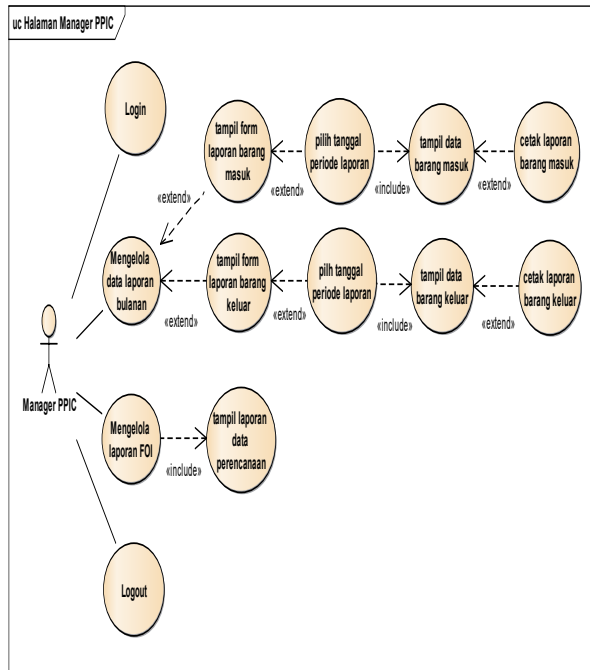 uc Halaman Manager PPIC
Login
tampil form
laporan barang
masuk
pilih tanggal
periode laporan
tampil data
barang masuk
cetak laporan
barang masuk
«extend»
«extend»
«include»
«extend»
Mengelola
data laporan
bulanan
tampil form
laporan barang
keluar
pilh tanggal
periode laporan
tampil data
barang keluar
cetak laporan
barang keluar
«extend»
«extend»
«include»
«extend»
Manager PPIC
Mengelola
laporan FOI
tampil laporan
data
perencanaan
«include»
Logout